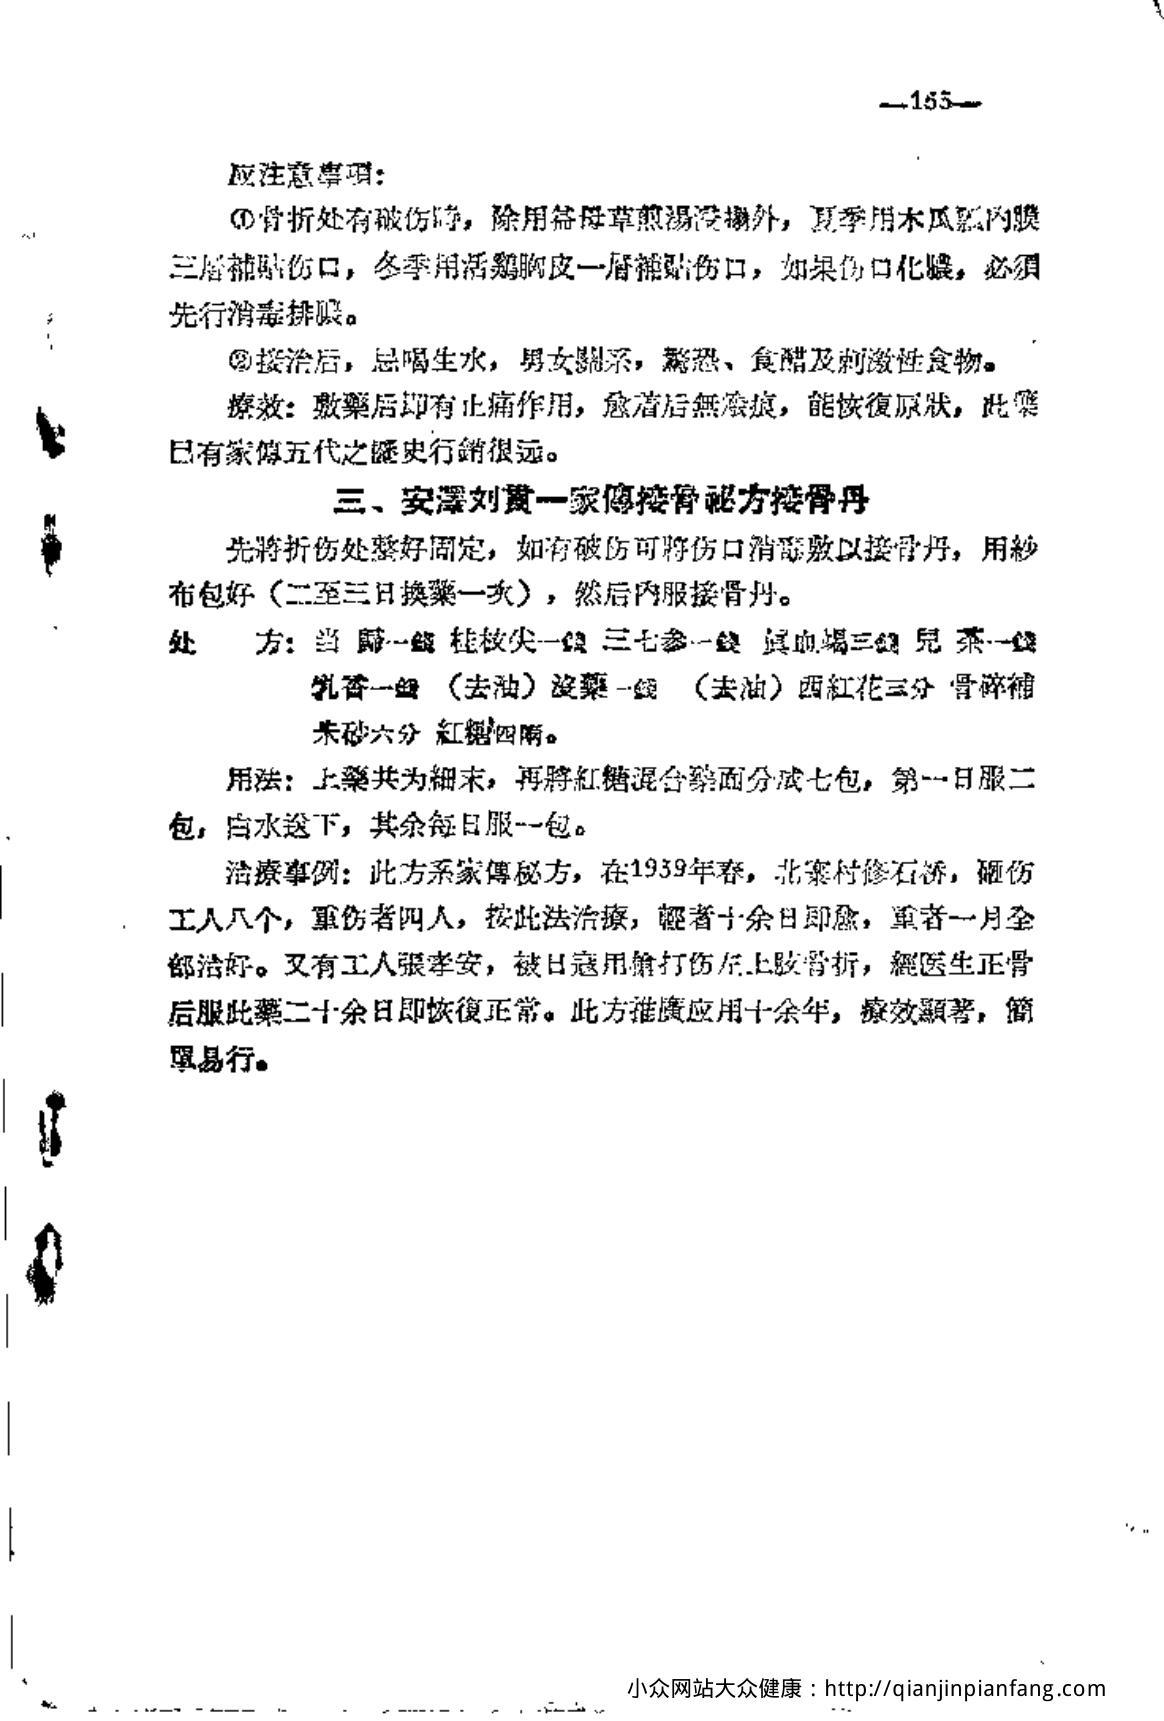 —155—
应注意事項：
①骨折处有破伤时，除用益母草煎湯浸搨外，夏季用木瓜瓤内膜
三層補貼伤口，冬季用活鷄胸皮一層補貼伤口，如果伤口化膿，必須
先行消毒排膿。
②接治后，忌喝生水，男女關系，驚恐、食醋及刺激性食物。
療效：敷藥后即有止痛作用，愈着后無瘢痕，能恢復原狀，此藥
已有家傳五代之歷史行銷很远。
三、安澤刘貫一家傳接骨祕方接骨丹
先將折伤处整好固定，如有破伤可將伤口消毒敷以接骨丹，用紗
布包好（二至三日換藥一次），然后内服接骨丹。
处　　方：当　歸一錢 桂枝尖一錢 三七参一錢 眞血竭三錢 兒　茶一錢
乳香一錢（去油）沒藥一錢（去油）西紅花三分 骨碎補
朱砂六分 紅糖四兩。
用法：上藥共为細末，再將紅糖混合藥面分成七包，第一日服二
包，白水送下，其余每日服一包。
治療事例：此方系家傳秘方，在1939年春，北寨村修石桥，砸伤
工人八个，重伤者四人，按此法治療，輕者十余日即愈，重者一月全
部治好。又有工人張孝安，被日寇用槍打伤左上肢骨折，經医生正骨
后服此藥二十余日即恢復正常。此方推廣应用十余年，療效顯著，簡
單易行。
小众网站大众健康：http://qianjinpianfang.com